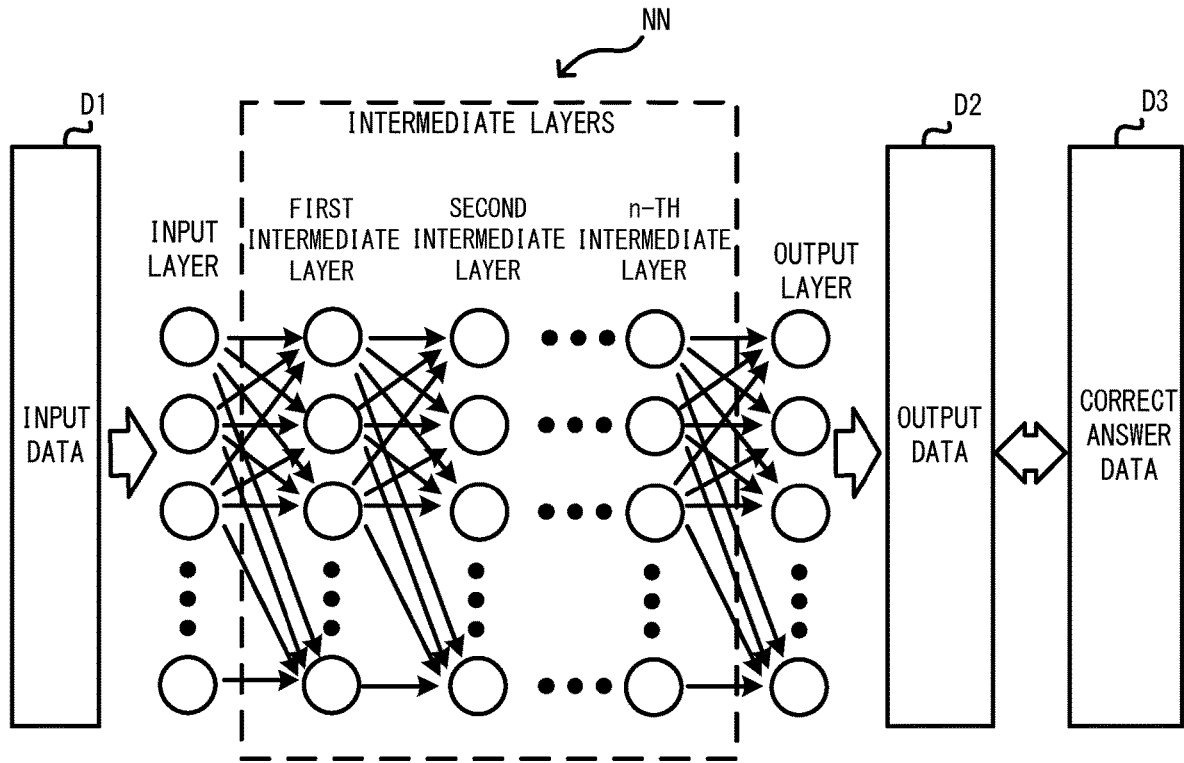 NN
D1
D2
D3
INTERMEDIATE LAYERS
INPUT
LAYER
FIRST
INTERMEDIATE
LAYER
SECOND
INTERMEDIATE
LAYER
n-TH
INTERMEDIATE
LAYER
OUTPUT
LAYER
INPUT
DATA
OUTPUT
DATA
CORRECT
ANSWER
DATA